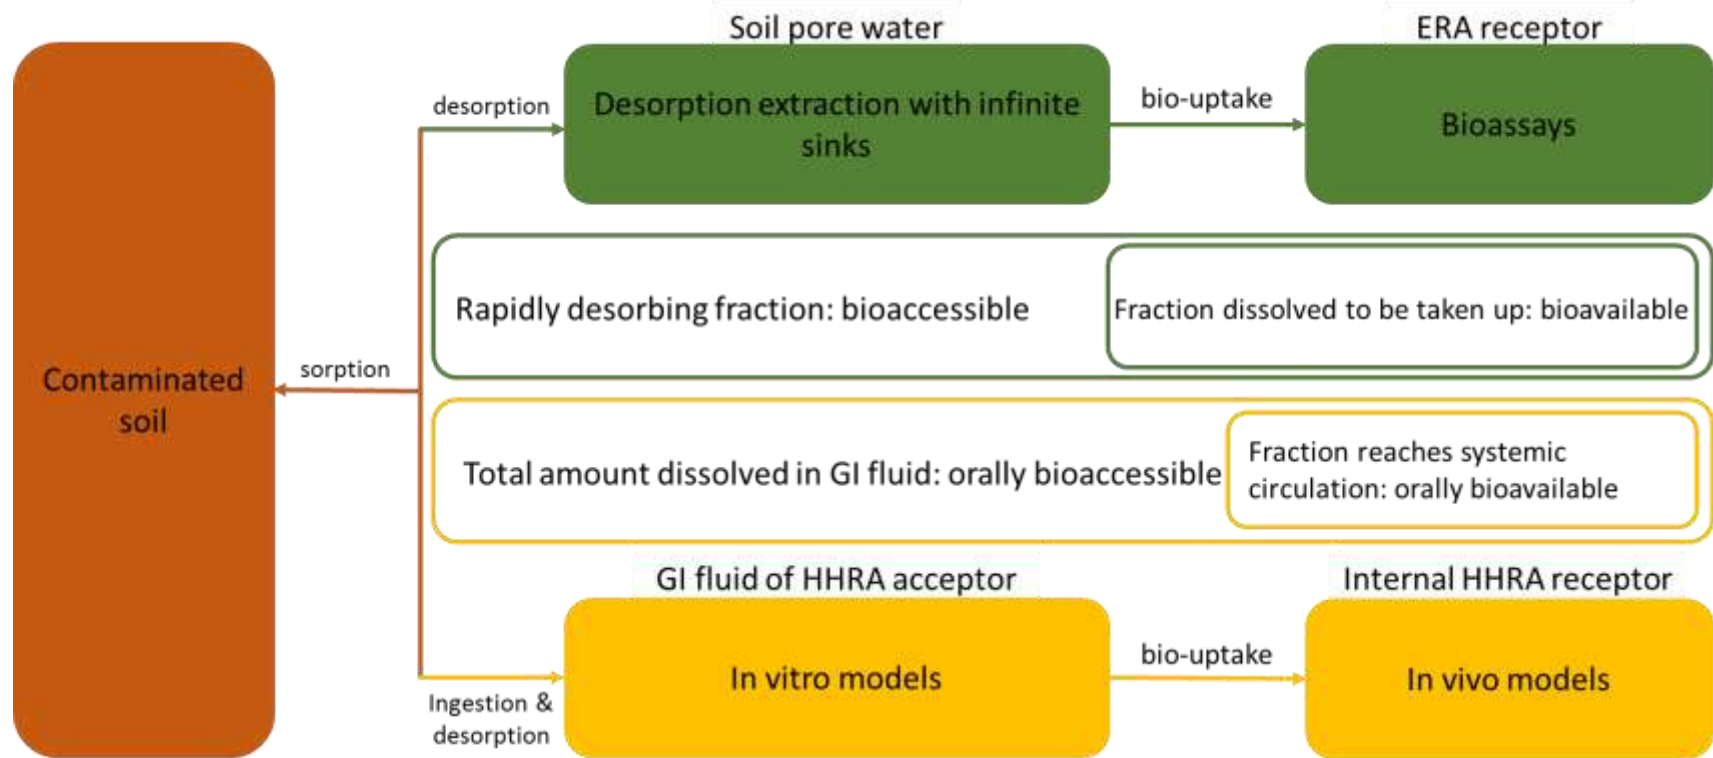 Soil pore water
ERA receptor
desorption
Desorption extraction with infinite
sinks
bio-uptake
Bioassays
Rapidly desorbing fraction: bioaccessible
Fraction dissolved to be taken up: bioavailable
Contaminated
soil
sorption
Total amount dissolved in GI fluid: orally bioaccessible
Fraction reaches systemic
circulation: orally bioavailable
GI fluid of HHRA acceptor
Internal HHRA receptor
Ingestion &
desorption
In vitro models
bio-uptake
In vivo models